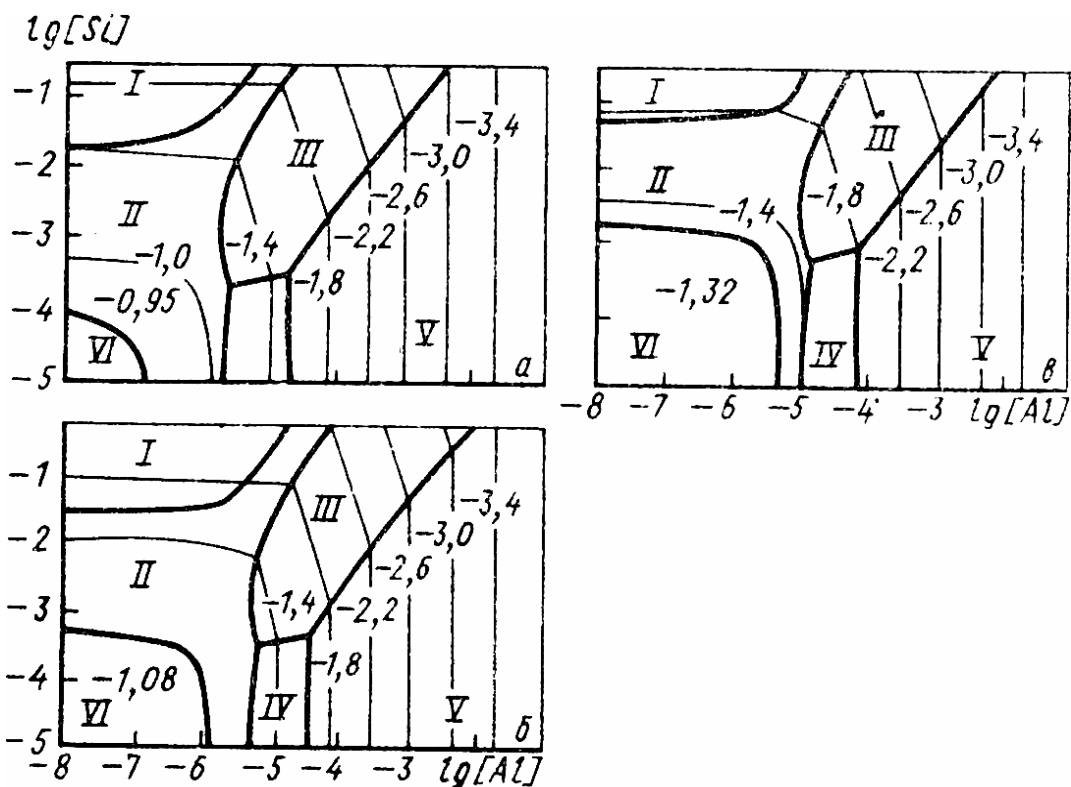 lg[Si]
-1
-2
-3
-4
-5
I
II
III
V
VI
-0,95
-1,0
-1,4
-1,8
-2,2
-2,6
-3,0
-3,4
а
I
II
III
IV
V
VI
-1,32
-1,4
-1,8
-2,2
-2,6
-3,0
-3,4
в
-8 -7 -6 -5 -4 -3 lg[Al]
-1
-2
-3
-4
-5
I
II
III
IV
V
VI
-1,08
-1,4
-1,8
-2,2
-2,6
-3,0
-3,4
б
-8 -7 -6 -5 -4 -3 lg[Al]